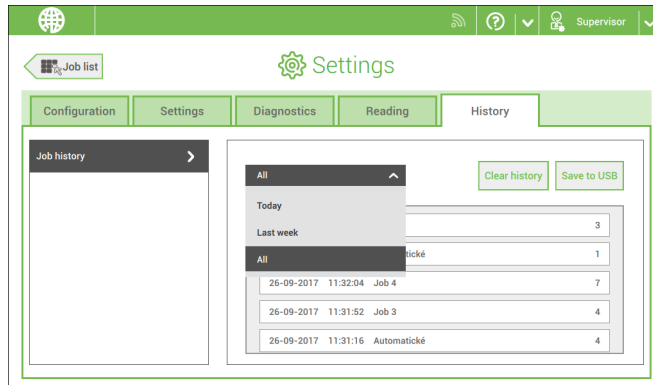 Supervisor
Job list
Settings
Configuration Settings Diagnostics Reading History
Job history
All
Clear history Save to USB
Today
Last week
All
3
tické 1
26-09-2017 11:32:04 Job 4 7
26-09-2017 11:31:52 Job 3 4
26-09-2017 11:31:16 Automatické 4